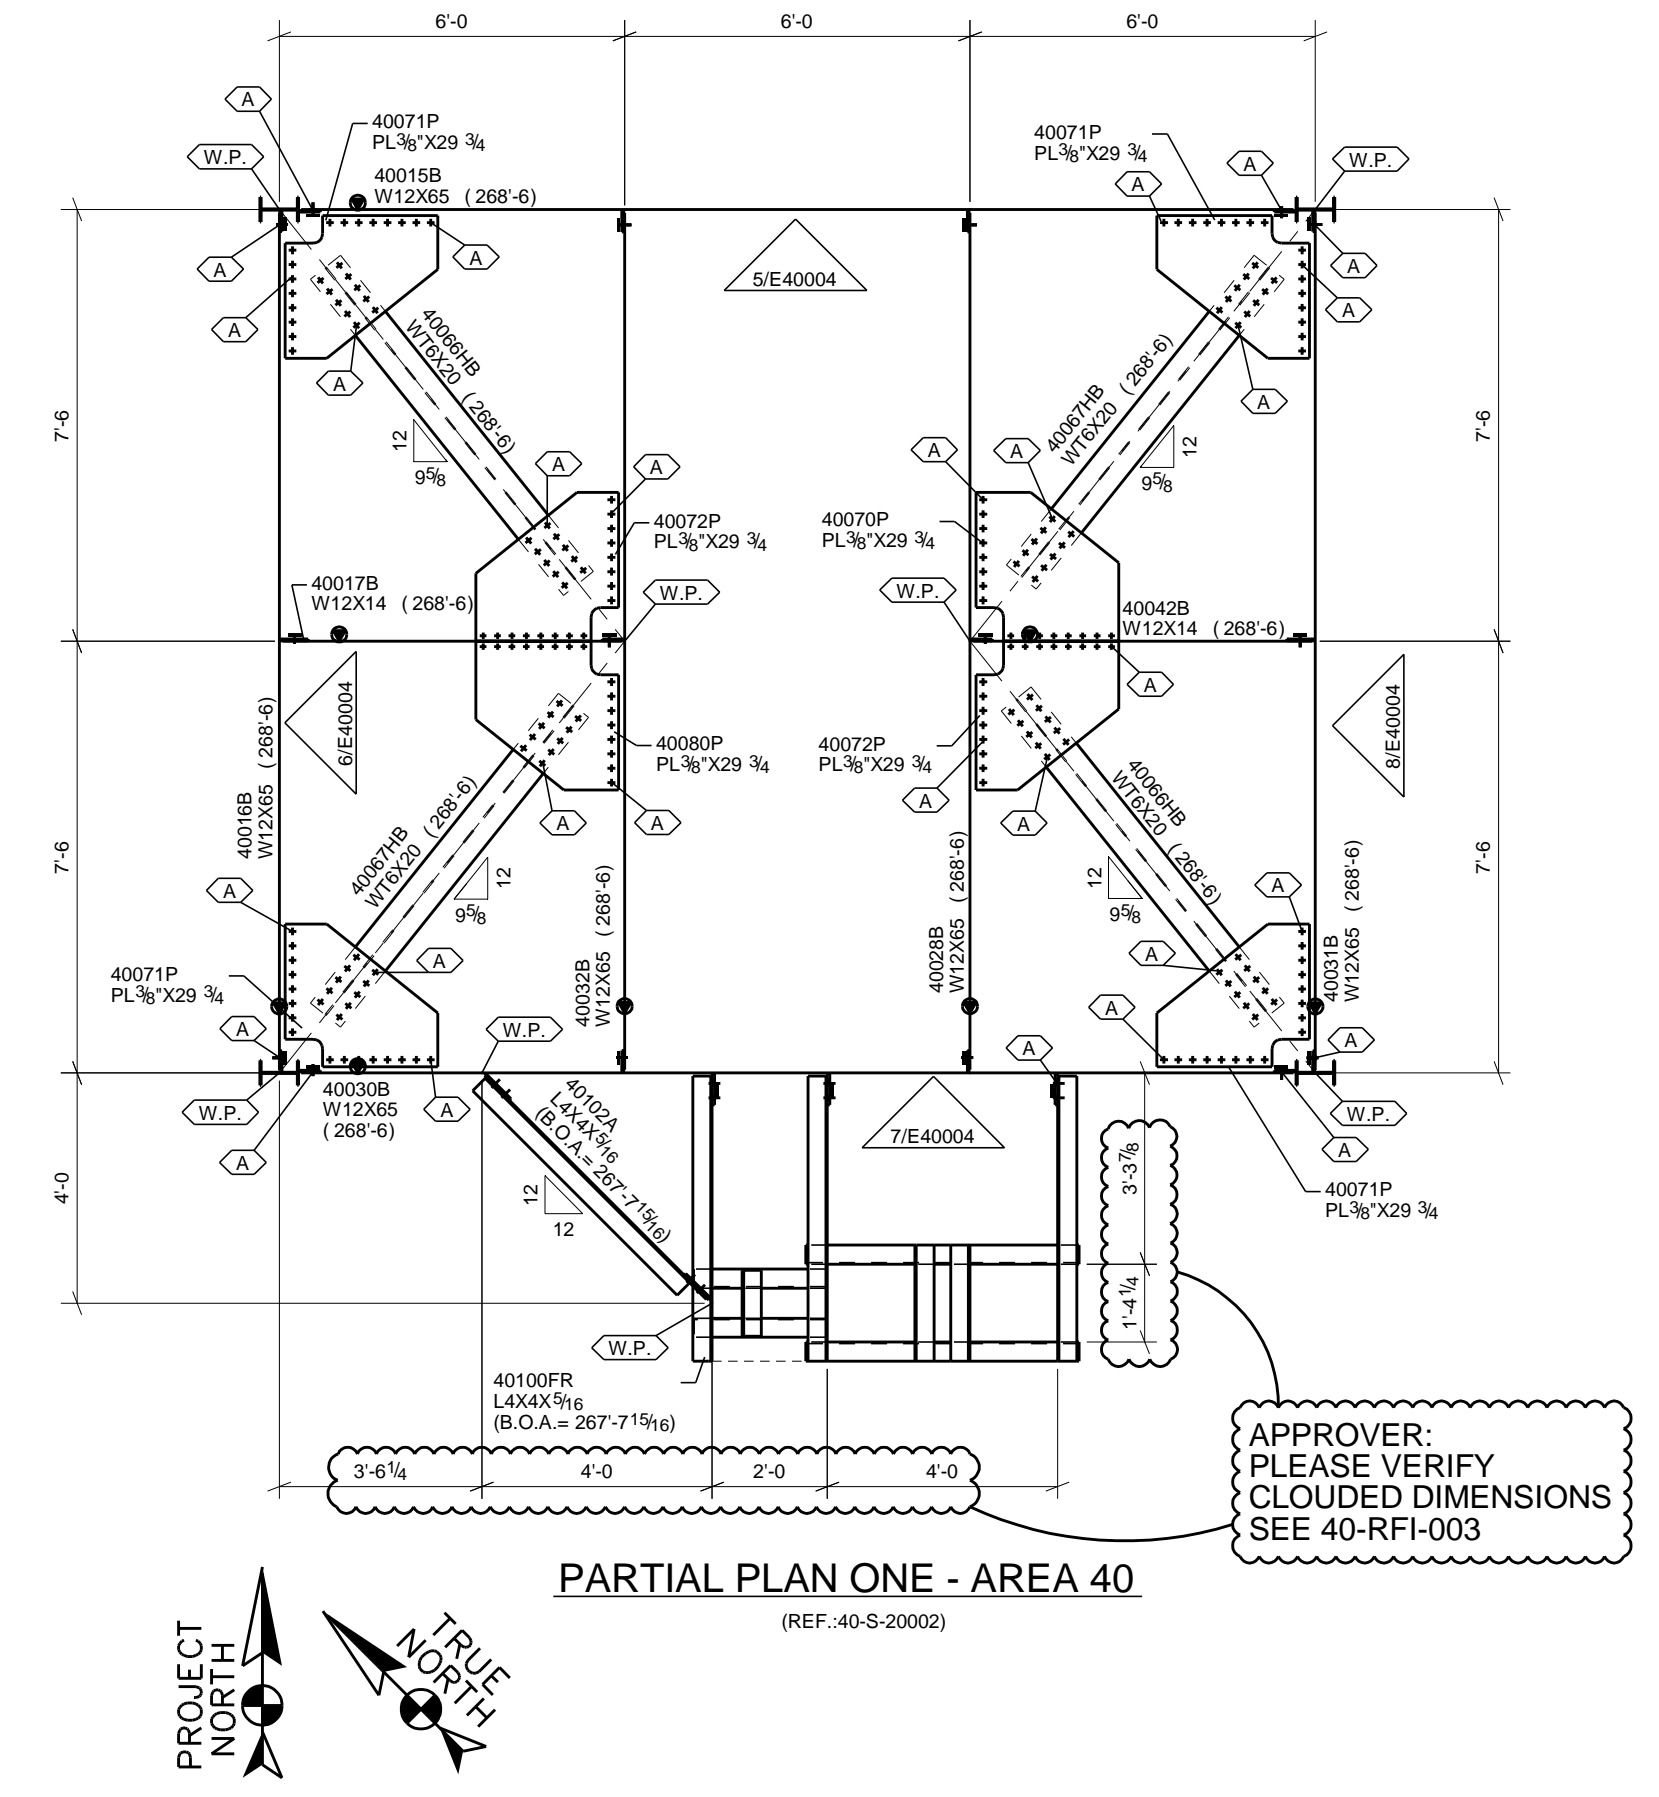 6'-0
6'-0
6'-0
A
40071P
PL3/8"X29 3/4
W.P.
40015B
W12X65 ( 268'-6)
40071P
PL3/8"X29 3/4
A
A
W.P.
A
A
A
A
A
A
A
A
5/E40004
40066HB
WT6X20 ( 268'-6)
40067HB
WT6X20 ( 268'-6)
7'-6
12
9 5/8
12
9 5/8
7'-6
A
A
A
A
40072P
PL3/8"X29 3/4
40070P
PL3/8"X29 3/4
40017B
W12X14 ( 268'-6)
W.P.
W.P.
40042B
W12X14 ( 268'-6)
A
6/E40004
8/E40004
40080P
PL3/8"X29 3/4
40072P
PL3/8"X29 3/4
A
A
A
A
40016B
W12X65 ( 268'-6)
40067HB
WT6X20 ( 268'-6)
40066HB
WT6X20 ( 268'-6)
7'-6
12
9 5/8
12
9 5/8
7'-6
A
A
40032B
W12X65 ( 268'-6)
40028B
W12X65 ( 268'-6)
40031B
W12X65 ( 268'-6)
40071P
PL3/8"X29 3/4
A
A
A
A
W.P.
A
A
W.P.
40030B
W12X65
( 268'-6)
A
A
W.P.
A
40102A
L4X4X5/16
(B.O.A.= 267'-7 15/16)
7/E40004
4'-0
12
12
3'-3 7/8
1'-4 1/4
40071P
PL3/8"X29 3/4
W.P.
40100FR
L4X4X5/16
(B.O.A.= 267'-7 15/16)
3'-6 1/4
4'-0
2'-0
4'-0
APPROVER:
PLEASE VERIFY
CLOUDED DIMENSIONS
SEE 40-RFI-003
PARTIAL PLAN ONE - AREA 40
(REF.:40-S-20002)
PROJECT
NORTH
TRUE
NORTH